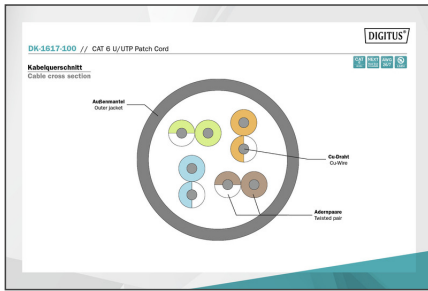 DIGITUS®
DK-1617-100 // CAT 6 U/UTP Patch Cord
Kabelquerschnitt
Cable cross section
Außenmantel
Outer jacket
Cu-Draht
Cu-Wire
Adernpaare
Twisted pair